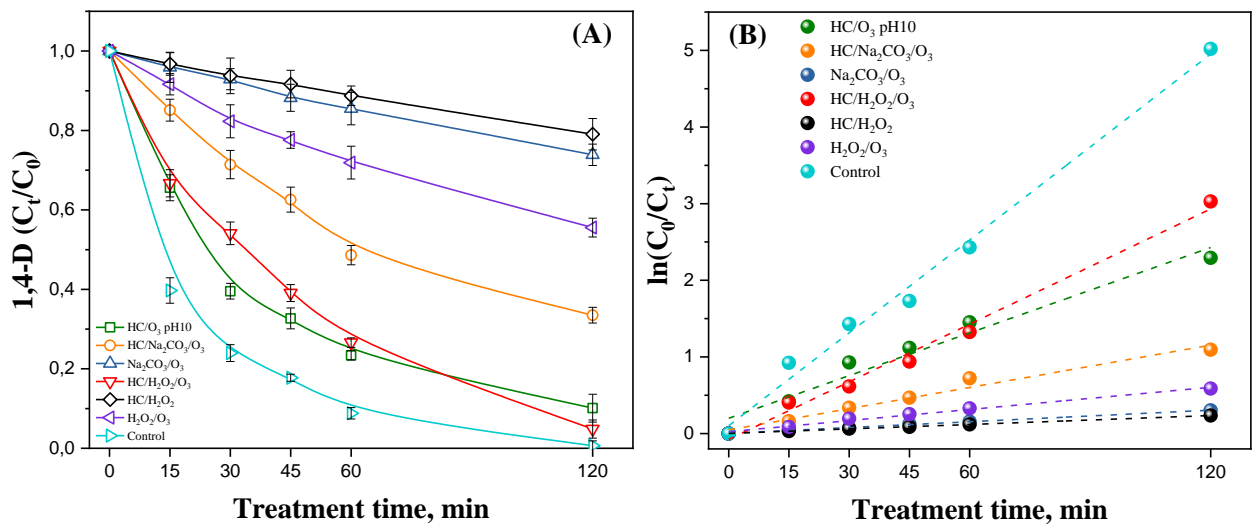 (A)
1,4-D (Cₜ/C₀)
1,0
0,8
0,6
0,4
0,2
0,0
HC/O₃ pH10
HC/Na₂CO₃/O₃
Na₂CO₃/O₃
HC/H₂O₂/O₃
HC/H₂O₂
H₂O₂/O₃
Control
0 15 30 45 60 120
Treatment time, min
(B)
ln(C₀/Cₜ)
5
4
3
2
1
0
HC/O₃ pH10
HC/Na₂CO₃/O₃
Na₂CO₃/O₃
HC/H₂O₂/O₃
HC/H₂O₂
H₂O₂/O₃
Control
0 15 30 45 60 120
Treatment time, min